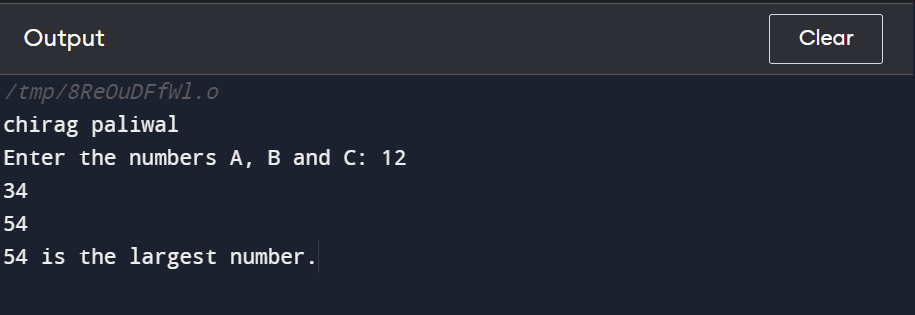 Output
Clear
/tmp/8ReOuDFfWl.o
chirag paliwal
Enter the numbers A, B and C: 12
34
54
54 is the largest number.